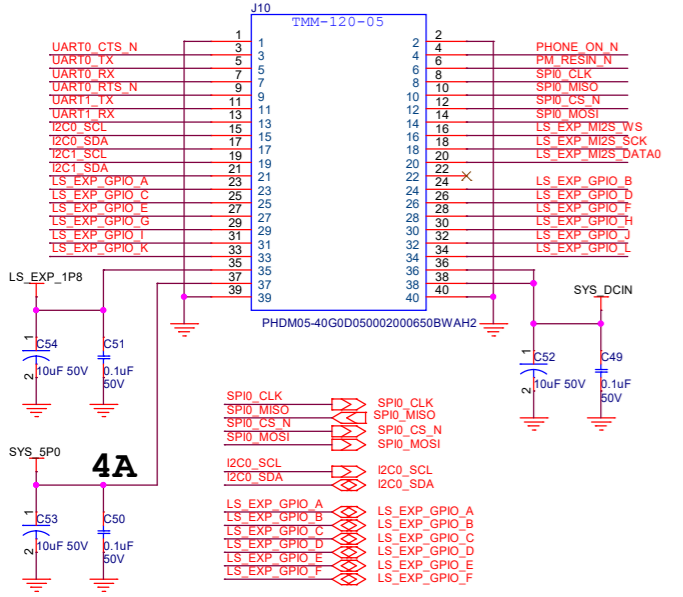 J10
TMM-120-05
1 1 2 2
UART0_CTS_N 3 3 4 4 PHONE_ON_N
UART0_TX 5 5 6 6 PM_RESIN_N
UART0_RX 7 7 8 8 SPI0_CLK
UART0_RTS_N 9 9 10 10 SPI0_MISO
UART1_TX 11 11 12 12 SPI0_CS_N
UART1_RX 13 13 14 14 SPI0_MOSI
I2C0_SCL 15 15 16 16 LS_EXP_MI2S_WS
I2C0_SDA 17 17 18 18 LS_EXP_MI2S_SCK
I2C1_SCL 19 19 20 20 LS_EXP_MI2S_DATA0
I2C1_SDA 21 21 22 22
LS_EXP_GPIO_A 23 23 24 24 LS_EXP_GPIO_B
LS_EXP_GPIO_C 25 25 26 26 LS_EXP_GPIO_D
LS_EXP_GPIO_E 27 27 28 28 LS_EXP_GPIO_F
LS_EXP_GPIO_G 29 29 30 30 LS_EXP_GPIO_H
LS_EXP_GPIO_I 31 31 32 32 LS_EXP_GPIO_J
LS_EXP_GPIO_K 33 33 34 34 LS_EXP_GPIO_L
35 35 36 36
LS_EXP_1P8 37 37 38 38
39 39 40 40 SYS_DCIN
PHDM05-40G0D050002000650BWAH2
1 C54 C51
2 10uF 50V 0.1uF
50V
1 C52 C49
2 10uF 50V 0.1uF
50V
SPI0_CLK SPI0_CLK
SPI0_MISO SPI0_MISO
SPI0_CS_N SPI0_CS_N
SPI0_MOSI SPI0_MOSI
SYS_5P0 4A
I2C0_SCL I2C0_SCL
I2C0_SDA I2C0_SDA
1 C53 C50
2 10uF 50V 0.1uF
50V
LS_EXP_GPIO_A LS_EXP_GPIO_A
LS_EXP_GPIO_B LS_EXP_GPIO_B
LS_EXP_GPIO_C LS_EXP_GPIO_C
LS_EXP_GPIO_D LS_EXP_GPIO_D
LS_EXP_GPIO_E LS_EXP_GPIO_E
LS_EXP_GPIO_F LS_EXP_GPIO_F